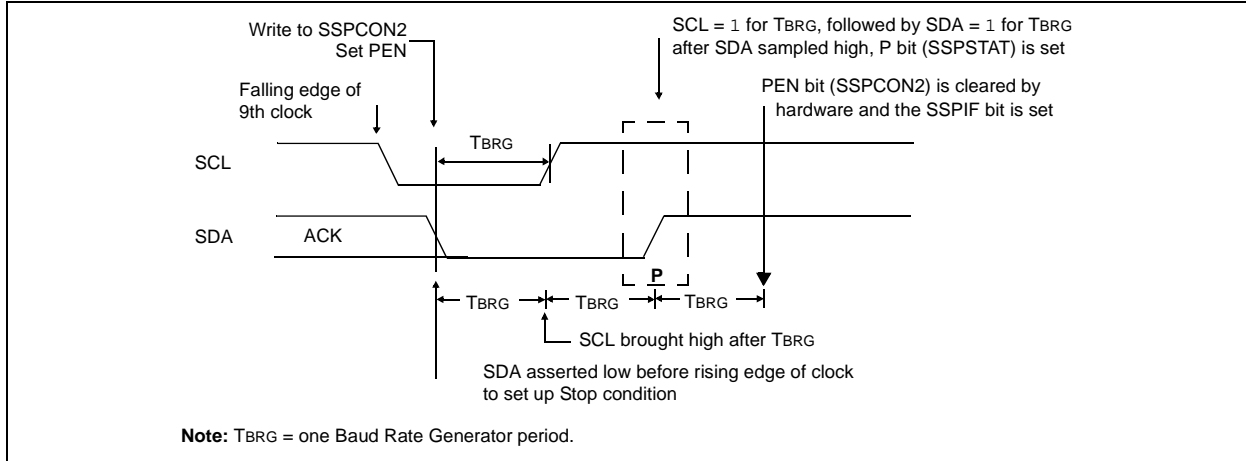 Write to SSPCON2
Set PEN
SCL = 1 for TBRG, followed by SDA = 1 for TBRG
after SDA sampled high, P bit (SSPSTAT) is set
Falling edge of
9th clock
PEN bit (SSPCON2) is cleared by
hardware and the SSPIF bit is set
TBRG
SCL
SDA
ACK
P
TBRG
TBRG
TBRG
SCL brought high after TBRG
SDA asserted low before rising edge of clock
to set up Stop condition
Note: TBRG = one Baud Rate Generator period.